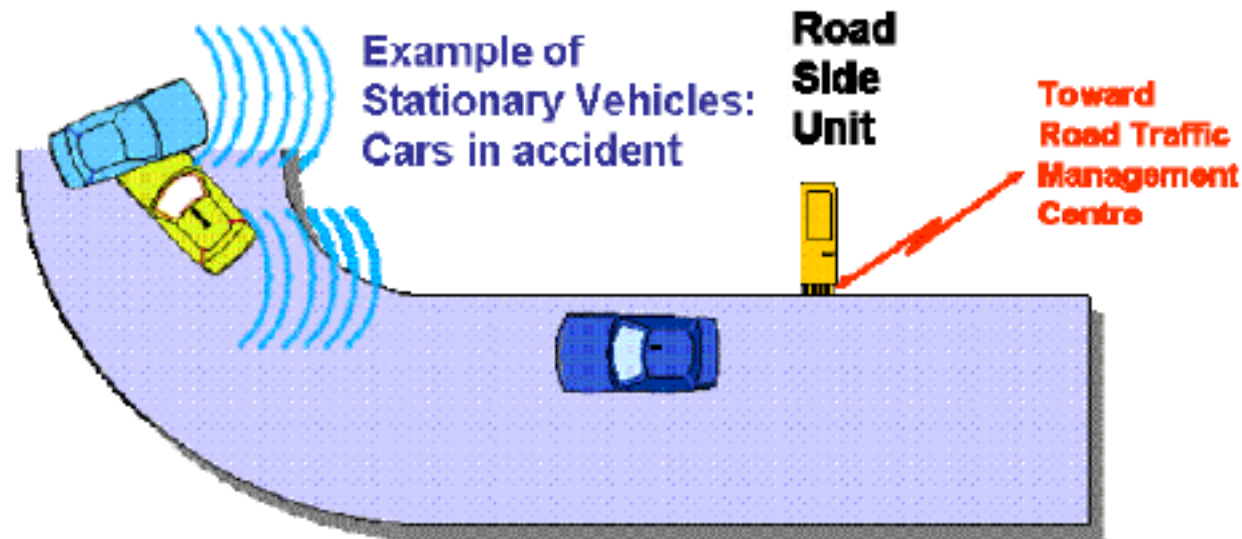 Example of
Stationary Vehicles:
Cars in accident
Road
Side
Unit
Toward
Road Traffic
Management
Centre